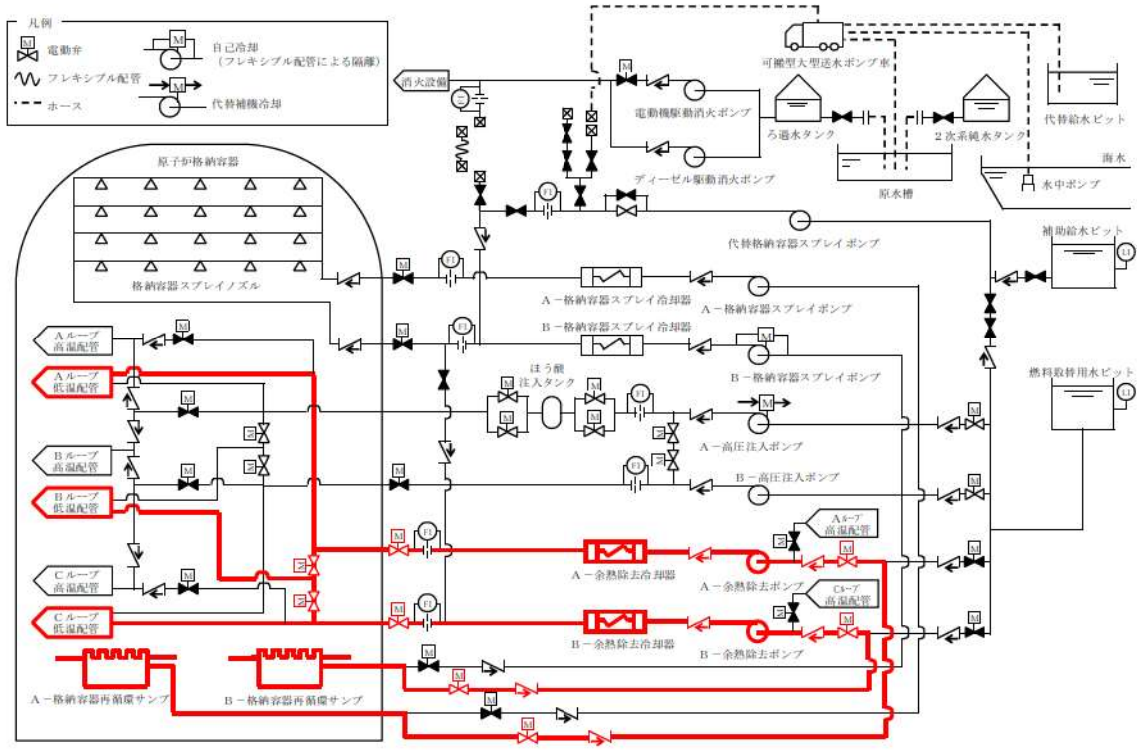 凡例
M
電動弁
フレキシブル配管
ホース
M
自己冷却
(フレキシブル配管による隔離)
M
代替補機冷却
消火設備
FI
M
電動機駆動消火ポンプ
ディーゼル駆動消火ポンプ
可搬型大型送水ポンプ車
ろ過水タンク
2次系純水タンク
原水槽
代替給水ピット
海水
水中ポンプ
FI
代替格納容器スプレイポンプ
補助給水ピット
LI
原子炉格納容器
格納容器スプレイノズル
M
FI
A-格納容器スプレイ冷却器
A-格納容器スプレイポンプ
M
FI
B-格納容器スプレイ冷却器
M
B-格納容器スプレイポンプ
燃料取替用水ピット
LI
Aループ
高温配管
M
Aループ
低温配管
M
ほう酸
注入タンク
M
M
M
M
FI
M
A-高圧注入ポンプ
M
M
M
M
Bループ
高温配管
M
M
FI
B-高圧注入ポンプ
M
Bループ
低温配管
M
FI
A-余熱除去冷却器
A-余熱除去ポンプ
M
Aループ
高温配管
M
M
M
M
Cループ
高温配管
M
Cループ
低温配管
M
FI
B-余熱除去冷却器
B-余熱除去ポンプ
M
Cループ
高温配管
M
M
A-格納容器再循環サンプ
B-格納容器再循環サンプ
M
M
M
M